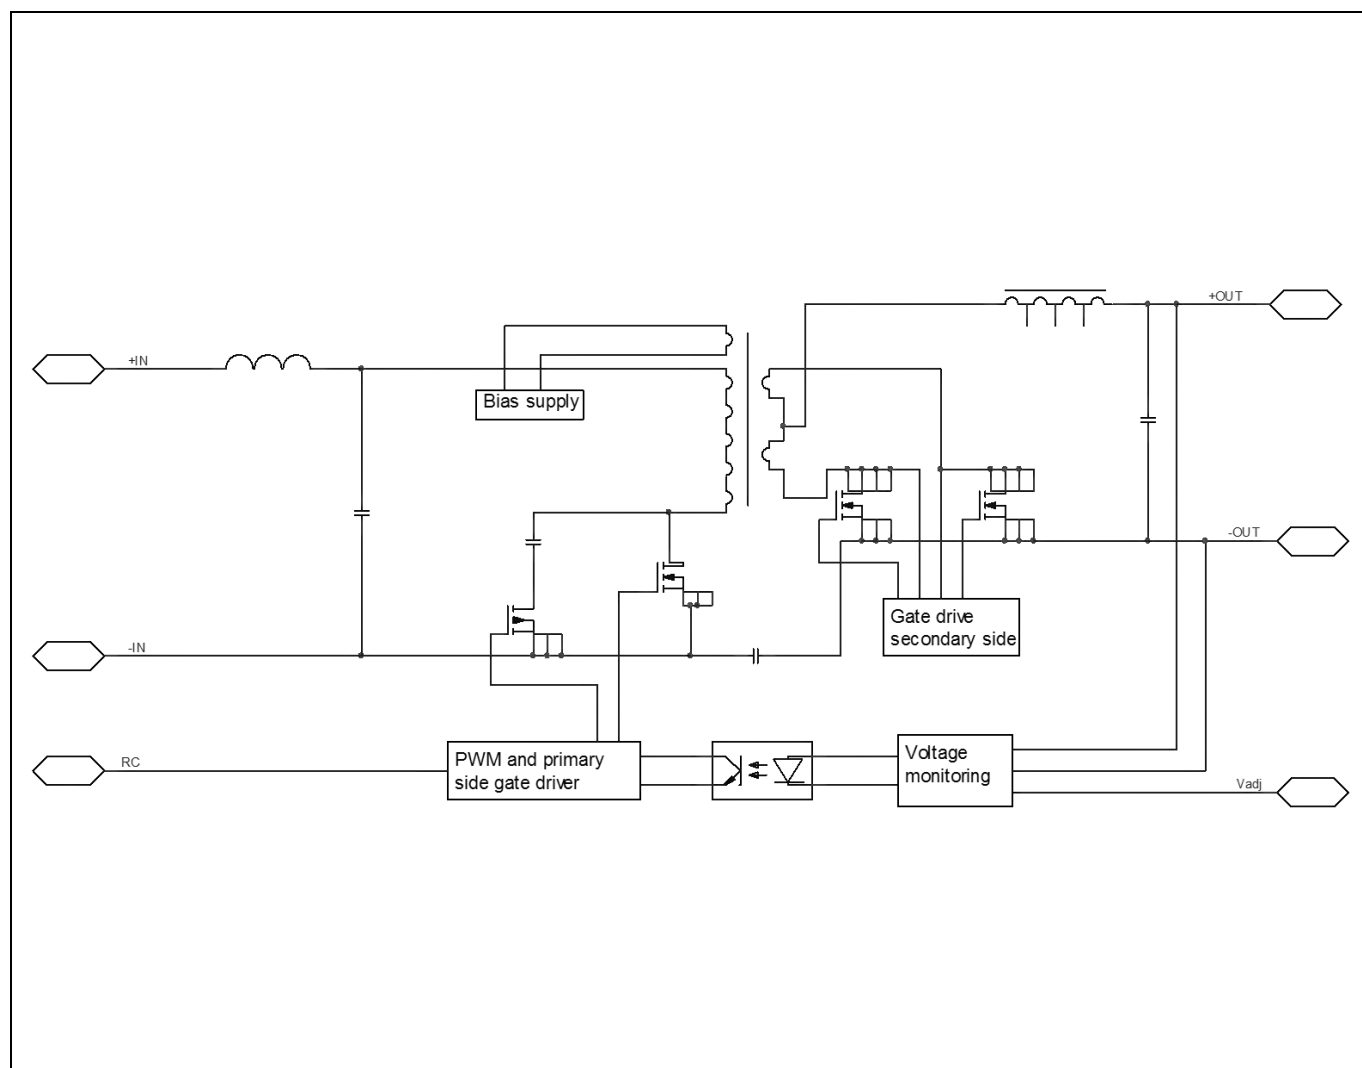 +OUT
+IN
Bias supply
-OUT
Gate drive
secondary side
-IN
RC
PWM and primary
side gate driver
Voltage
monitoring
Vadj